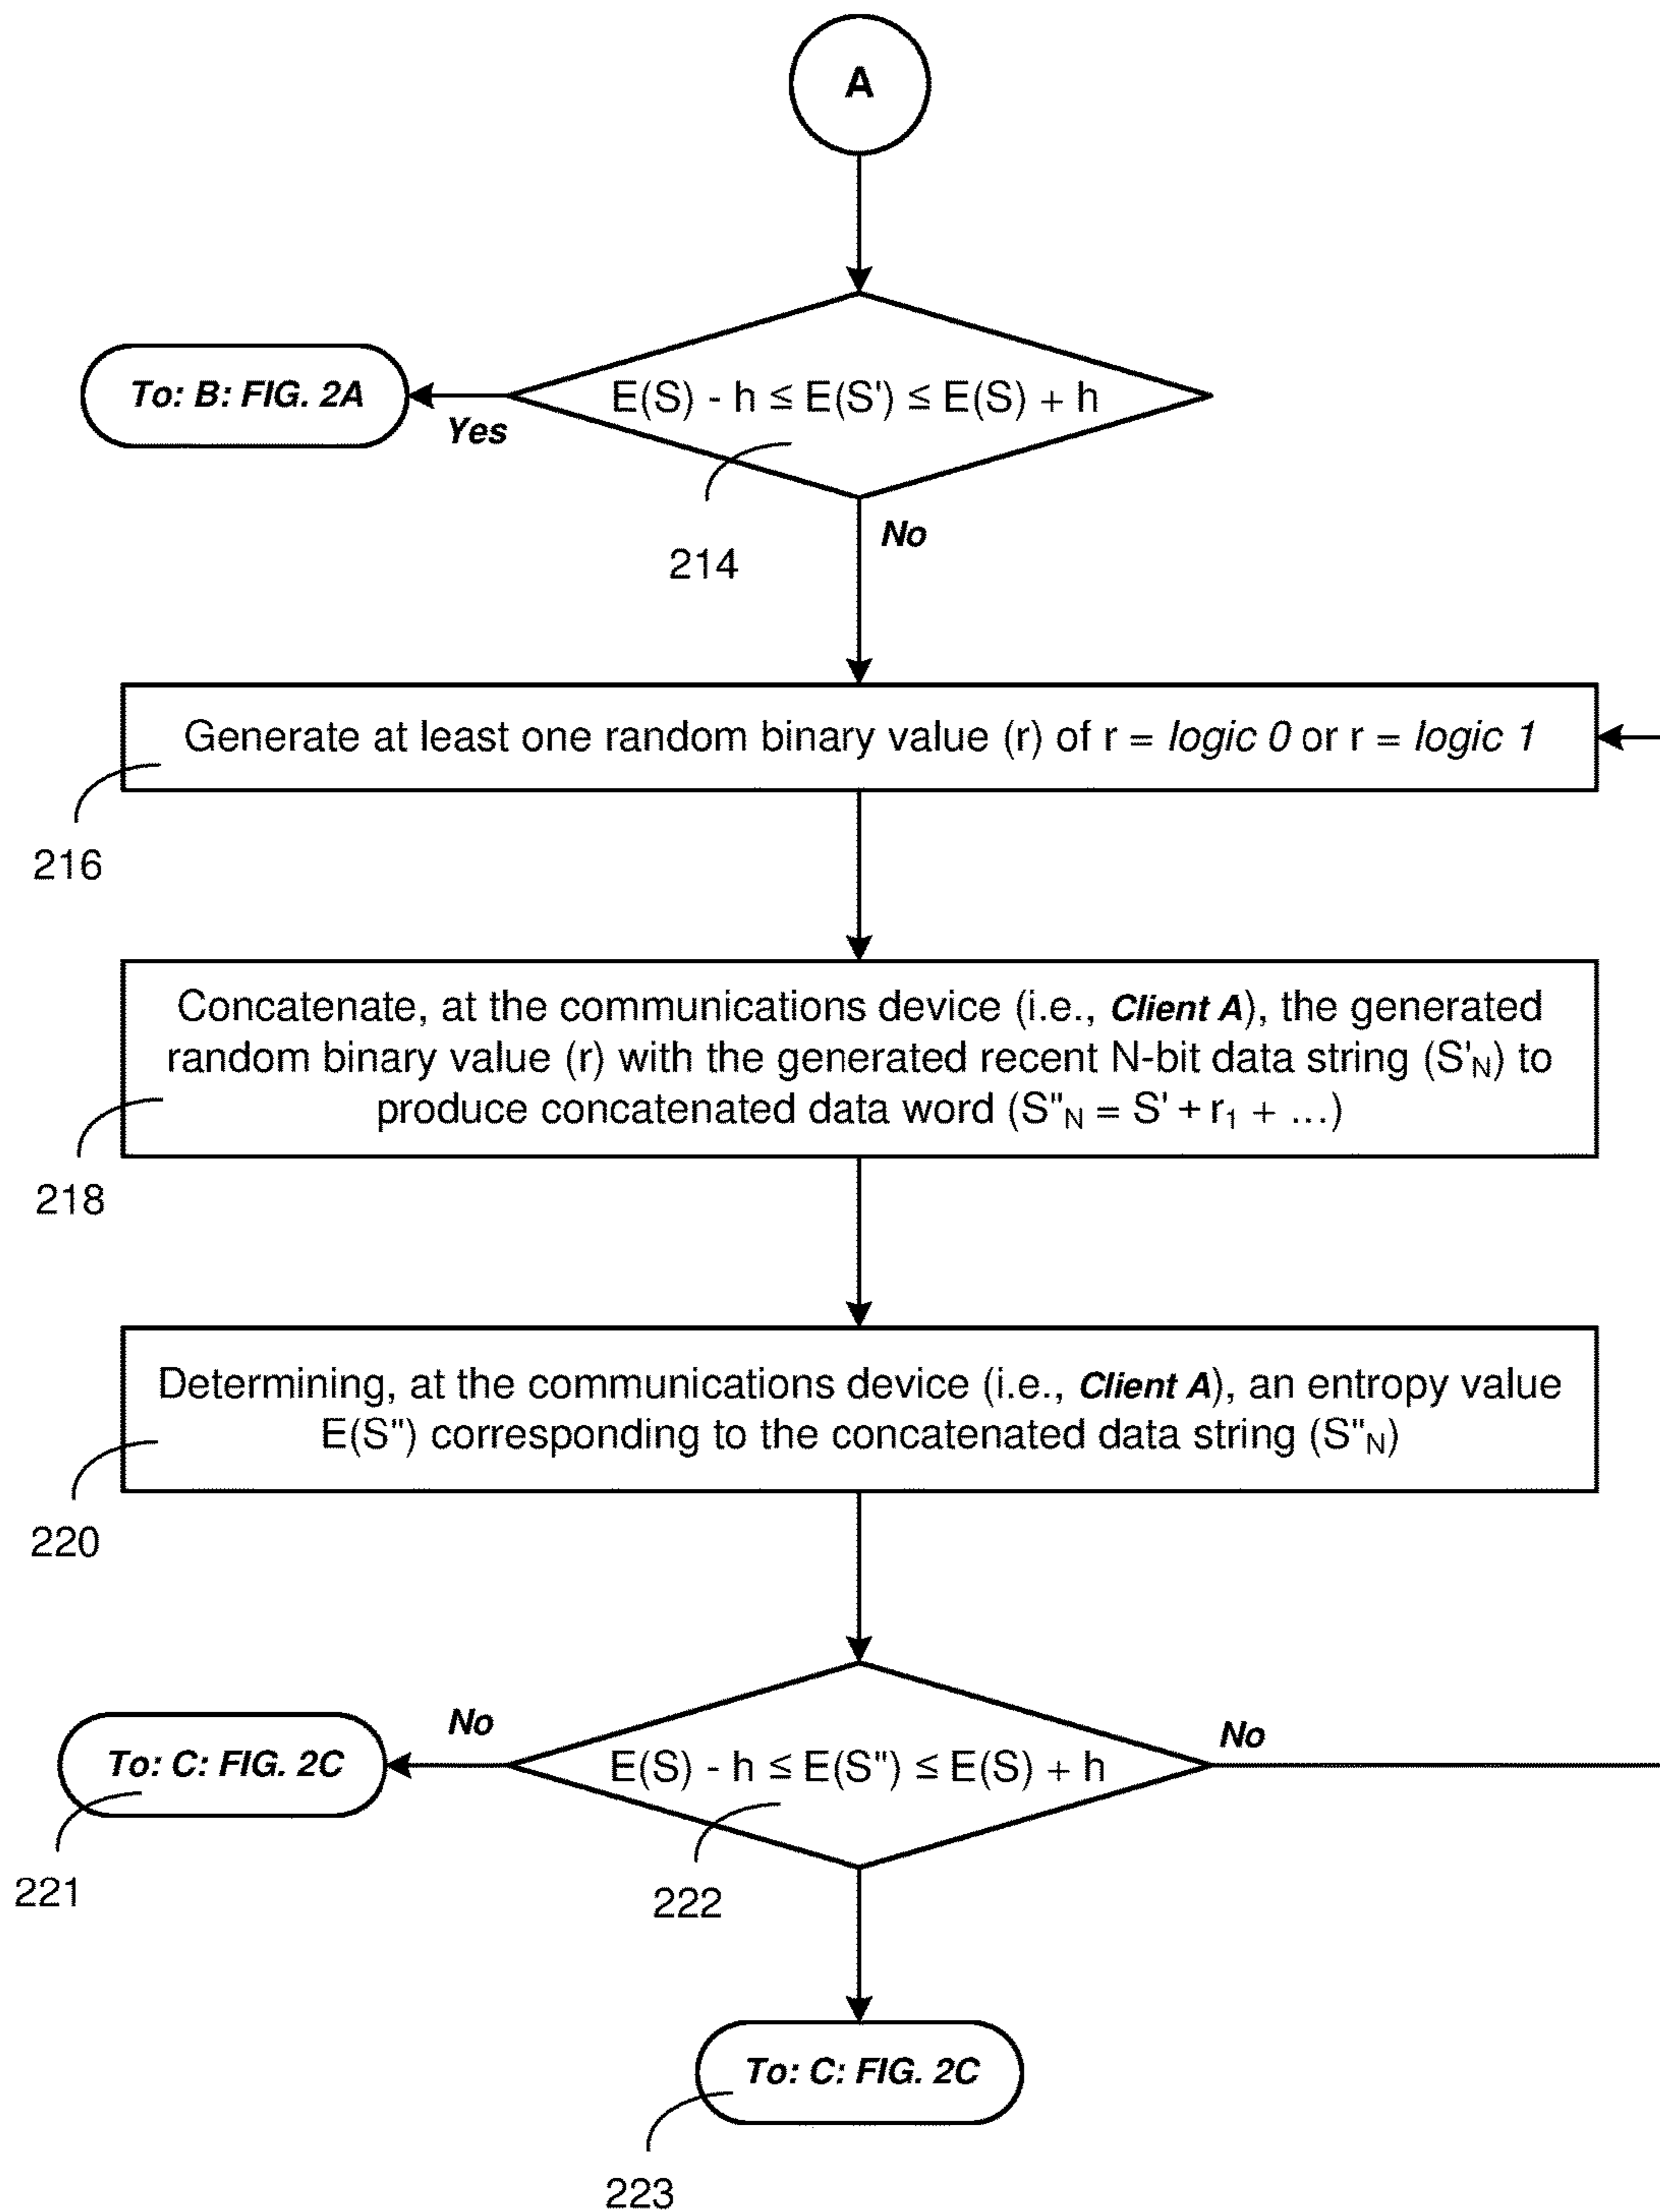 A
E(S) - h ≤ E(S') ≤ E(S) + h
To: B: FIG. 2A
Yes
214
No
Generate at least one random binary value (r) of r = logic 0 or r = logic 1
216
Concatenate, at the communications device (i.e., Client A), the generated
random binary value (r) with the generated recent N-bit data string (S'N) to
produce concatenated data word (S''N = S' + r1 + ...)
218
Determining, at the communications device (i.e., Client A), an entropy value
E(S'') corresponding to the concatenated data string (S''N)
220
To: C: FIG. 2C
No
E(S) - h ≤ E(S'') ≤ E(S) + h
No
221
222
To: C: FIG. 2C
223